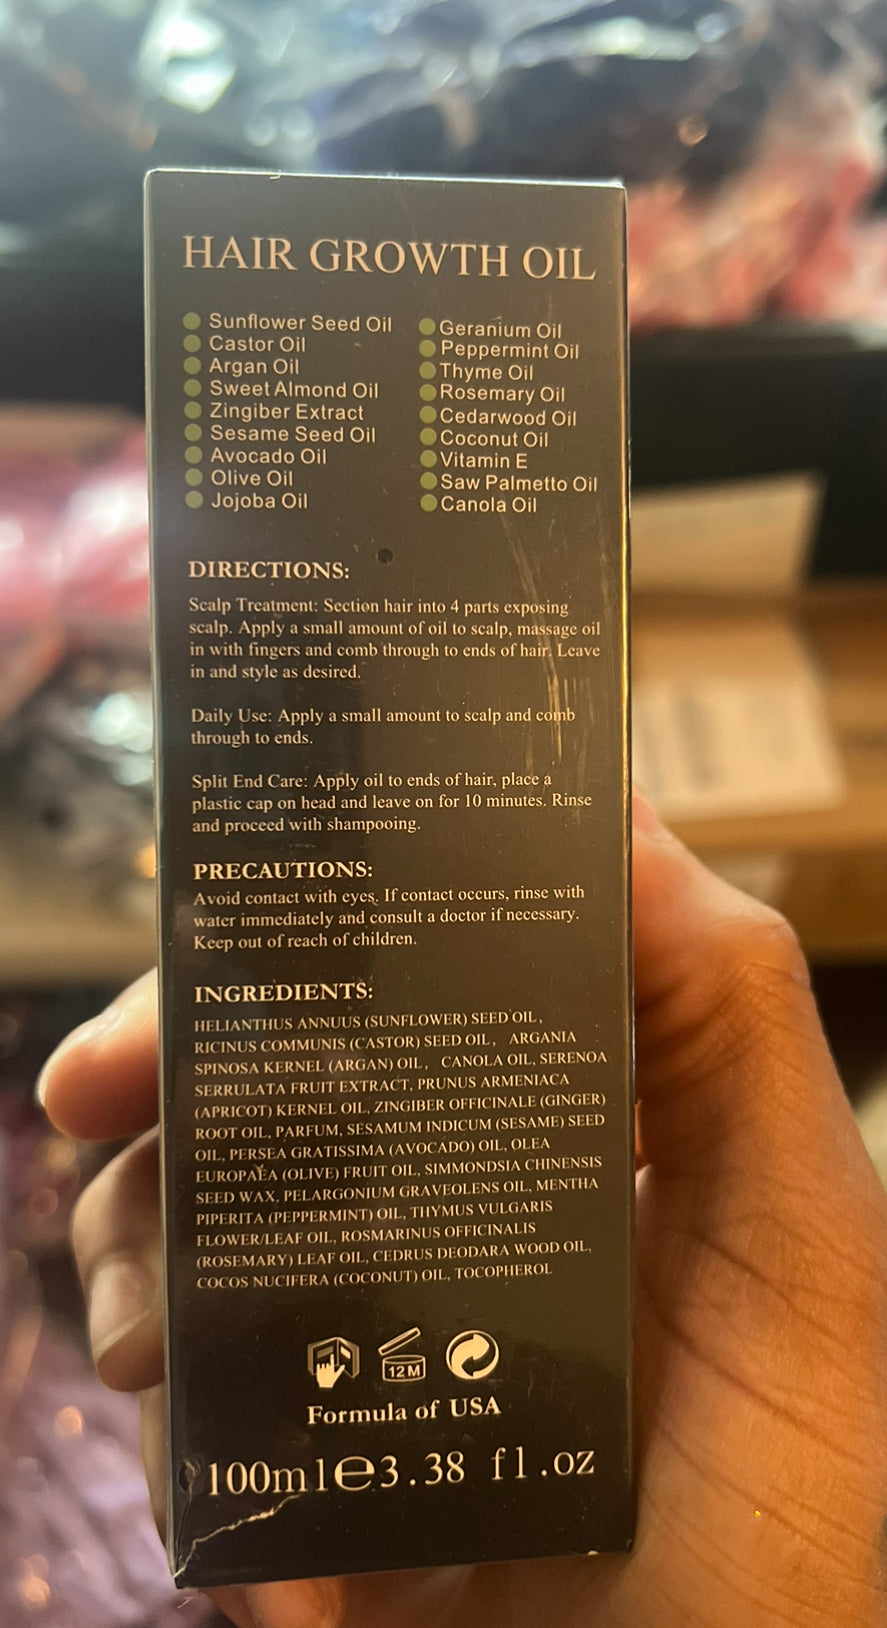 HAIR GROWTH OIL
Sunflower Seed Oil
Castor Oil
Argan Oil
Sweet Almond Oil
Zingiber Extract
Sesame Seed Oil
Avocado Oil
Olive Oil
Jojoba Oil
Geranium Oil
Peppermint Oil
Thyme Oil
Rosemary Oil
Cedarwood Oil
Coconut Oil
Vitamin E
Saw Palmetto Oil
Canola Oil
DIRECTIONS:
Scalp Treatment: Section hair into 4 parts exposing
scalp. Apply a small amount of oil to scalp, massage oil
in with fingers and comb through to ends of hair. Leave
in and style as desired.
Daily Use: Apply a small amount to scalp and comb
through to ends.
Split End Care: Apply oil to ends of hair, place a
plastic cap on head and leave on for 10 minutes. Rinse
and proceed with shampooing.
PRECAUTIONS:
Avoid contact with eyes. If contact occurs, rinse with
water immediately and consult a doctor if necessary.
Keep out of reach of children.
INGREDIENTS:
HELIANTHUS ANNUUS (SUNFLOWER) SEED OIL,
RICINUS COMMUNIS (CASTOR) SEED OIL, ARGANIA
SPINOSA KERNEL (ARGAN) OIL, CANOLA OIL, SERENOA
SERRULATA FRUIT EXTRACT, PRUNUS ARMENIACA
(APRICOT) KERNEL OIL, ZINGIBER OFFICINALE (GINGER)
ROOT OIL, PARFUM, SESAMUM INDICUM (SESAME) SEED
OIL, PERSEA GRATISSIMA (AVOCADO) OIL, OLEA
EUROPAEA (OLIVE) FRUIT OIL, SIMMONDSIA CHINENSIS
SEED WAX, PELARGONIUM GRAVEOLENS OIL, MENTHA
PIPERITA (PEPPERMINT) OIL, THYMUS VULGARIS
FLOWER/LEAF OIL, ROSMARINUS OFFICINALIS
(ROSEMARY) LEAF OIL, CEDRUS DEODARA WOOD OIL,
COCOS NUCIFERA (COCONUT) OIL, TOCOPHEROL
12M
Formula of USA
100ml℮3.38 fl.oz